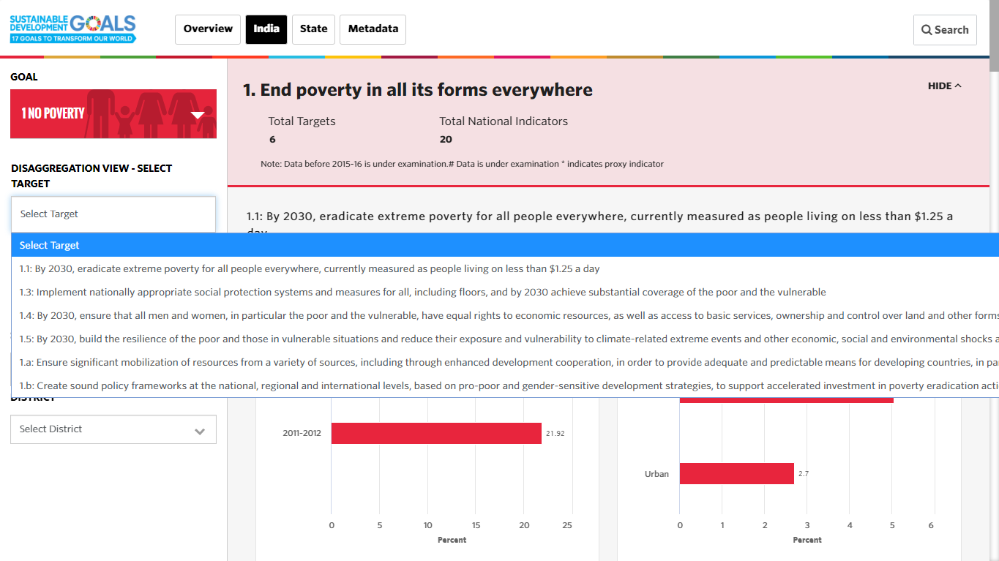 SUSTAINABLE
DEVELOPMENT GOALS
17 GOALS TO TRANSFORM OUR WORLD
Overview
India
State
Metadata
Search
GOAL
1 NO POVERTY
DISAGGREGATION VIEW - SELECT
TARGET
Select Target
1. End poverty in all its forms everywhere
HIDE
Total Targets
Total National Indicators
6
20
Note: Data before 2015-16 is under examination.# Data is under examination * indicates proxy indicator
1.1: By 2030, eradicate extreme poverty for all people everywhere, currently measured as people living on less than $1.25 a
day
Select Target
1.1: By 2030, eradicate extreme poverty for all people everywhere, currently measured as people living on less than $1.25 a day
1.3: Implement nationally appropriate social protection systems and measures for all, including floors, and by 2030 achieve substantial coverage of the poor and the vulnerable
1.4: By 2030, ensure that all men and women, in particular the poor and the vulnerable, have equal rights to economic resources, as well as access to basic services, ownership and control over land and other forms
1.5: By 2030, build the resilience of the poor and those in vulnerable situations and reduce their exposure and vulnerability to climate-related extreme events and other economic, social and environmental shocks a
1.a: Ensure significant mobilization of resources from a variety of sources, including through enhanced development cooperation, in order to provide adequate and predictable means for developing countries, in pa
1.b: Create sound policy frameworks at the national, regional and international levels, based on pro-poor and gender-sensitive development strategies, to support accelerated investment in poverty eradication acti
DISTRICT
Select District
2011-2012
21.92
0 5 10 15 20 25
Percent
Urban
2.7
0 1 2 3 4 5 6
Percent